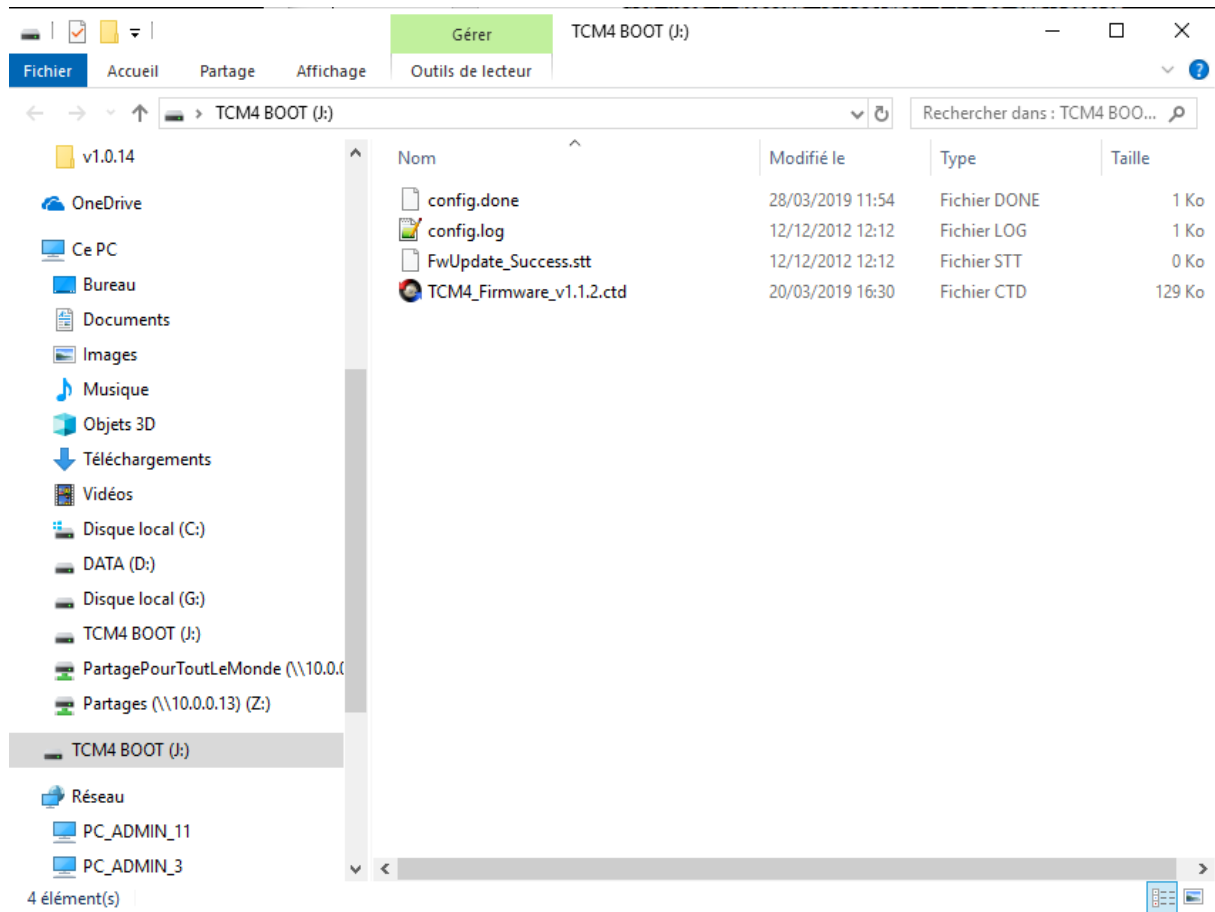 Gérer
TCM4 BOOT (J:)
Fichier Accueil Partage Affichage Outils de lecteur
TCM4 BOOT (J:)
Rechercher dans : TCM4 BOO...
v1.0.14
OneDrive
Ce PC
Bureau
Documents
Images
Musique
Objets 3D
Téléchargements
Vidéos
Disque local (C:)
DATA (D:)
Disque local (G:)
TCM4 BOOT (J:)
PartagePourToutLeMonde (\\10.0.0
Partages (\\10.0.0.13) (Z:)
TCM4 BOOT (J:)
Réseau
PC_ADMIN_11
PC_ADMIN_3
Nom Modifié le Type Taille
config.done 28/03/2019 11:54 Fichier DONE 1 Ko
config.log 12/12/2012 12:12 Fichier LOG 1 Ko
FwUpdate_Success.stt 12/12/2012 12:12 Fichier STT 0 Ko
TCM4_Firmware_v1.1.2.ctd 20/03/2019 16:30 Fichier CTD 129 Ko
4 élément(s)